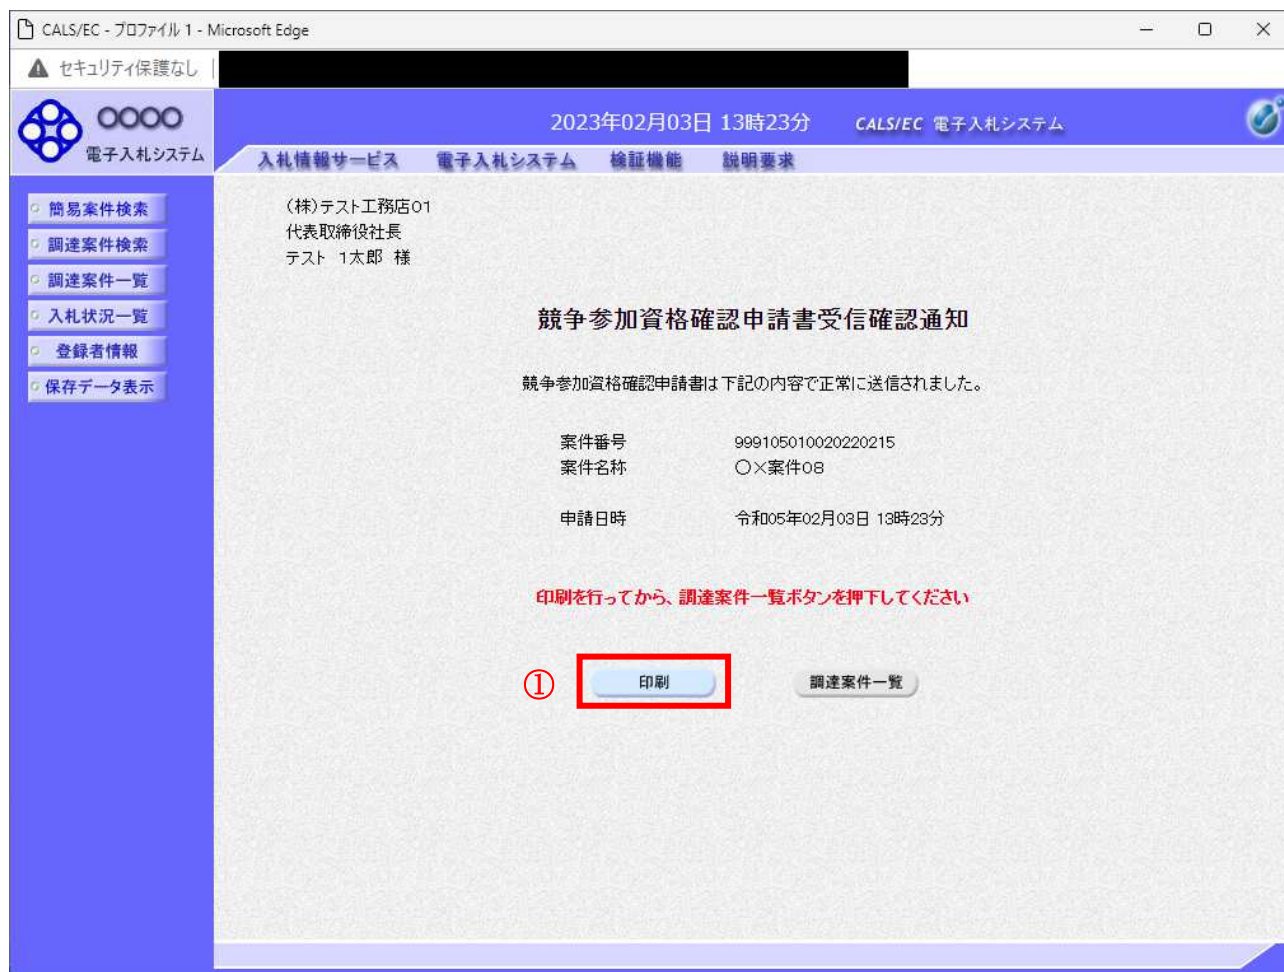 CALS/EC - プロファイル 1 - Microsoft Edge
セキュリティ保護なし
○○○○
電子入札システム
2023年02月03日 13時23分
CALS/EC 電子入札システム
入札情報サービス 電子入札システム 検証機能 説明要求
簡易案件検索
調達案件検索
調達案件一覧
入札状況一覧
登録者情報
保存データ表示
(株)テスト工務店01
代表取締役社長
テスト 1太郎 様
競争参加資格確認申請書受信確認通知
競争参加資格確認申請書は下記の内容で正常に送信されました。
案件番号 999105010020220215
案件名称 ○×案件08
申請日時 令和05年02月03日 13時23分
印刷を行ってから、調達案件一覧ボタンを押下してください
① 印刷 調達案件一覧